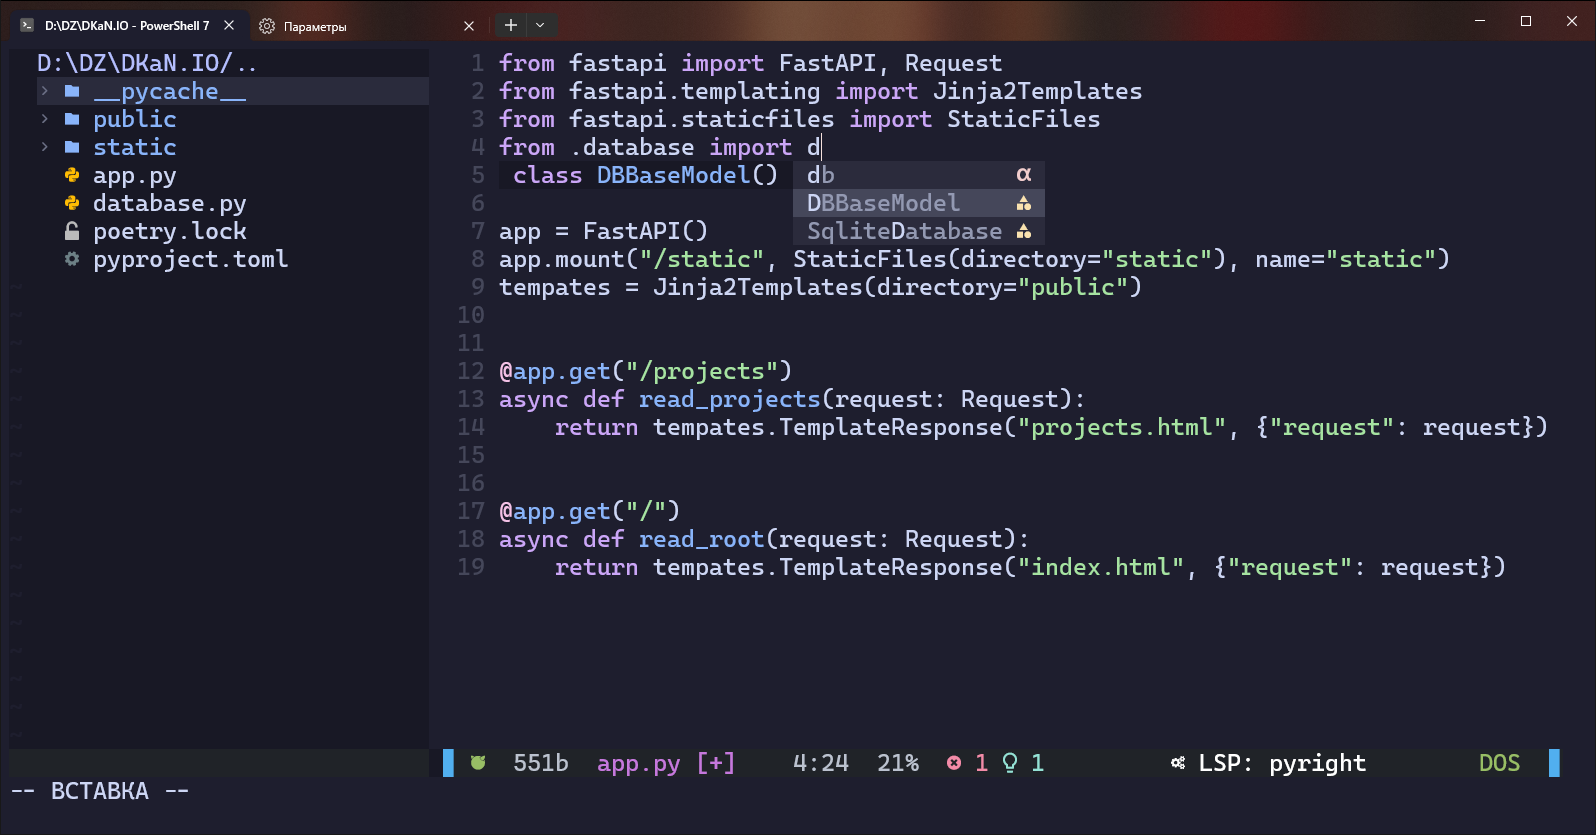 D:\DZ\DKaN.IO - PowerShell 7
Параметры
D:\DZ\DKaN.IO/..
__pycache__
public
static
app.py
database.py
poetry.lock
pyproject.toml
1 from fastapi import FastAPI, Request
2 from fastapi.templating import Jinja2Templates
3 from fastapi.staticfiles import StaticFiles
4 from .database import d
5 class DBBaseModel() db α
6 DBBaseModel
7 app = FastAPI() SqliteDatabase
8 app.mount("/static", StaticFiles(directory="static"), name="static")
9 tempates = Jinja2Templates(directory="public")
10
11
12 @app.get("/projects")
13 async def read_projects(request: Request):
14     return tempates.TemplateResponse("projects.html", {"request": request})
15
16
17 @app.get("/")
18 async def read_root(request: Request):
19     return tempates.TemplateResponse("index.html", {"request": request})
551b app.py [+] 4:24 21% 1 1 LSP: pyright DOS
-- ВСТАВКА --